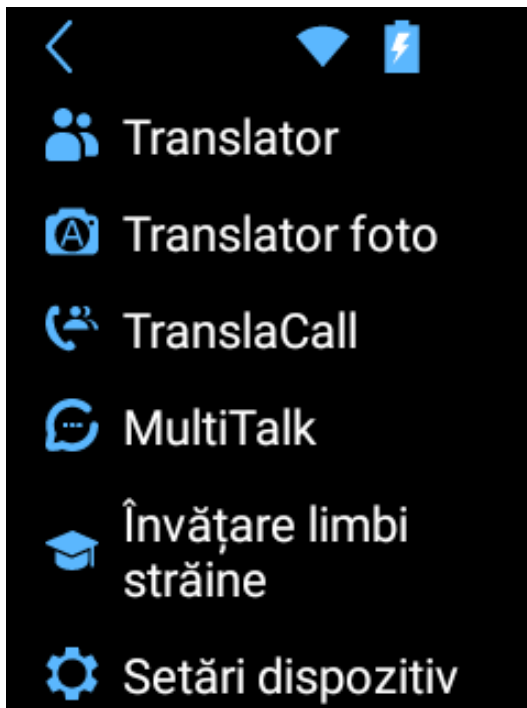 Translator
Translator foto
TranslaCall
MultiTalk
Învățare limbi
străine
Setări dispozitiv